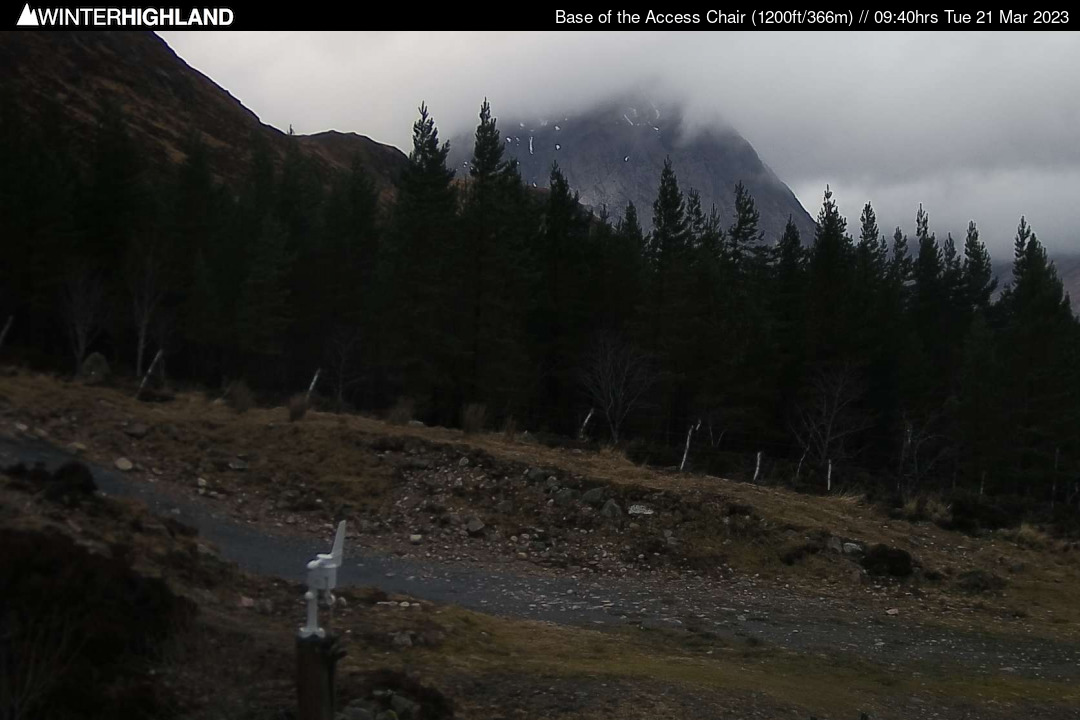 WINTERHIGHLAND
Base of the Access Chair (1200ft/366m) // 09:40hrs Tue 21 Mar 2023